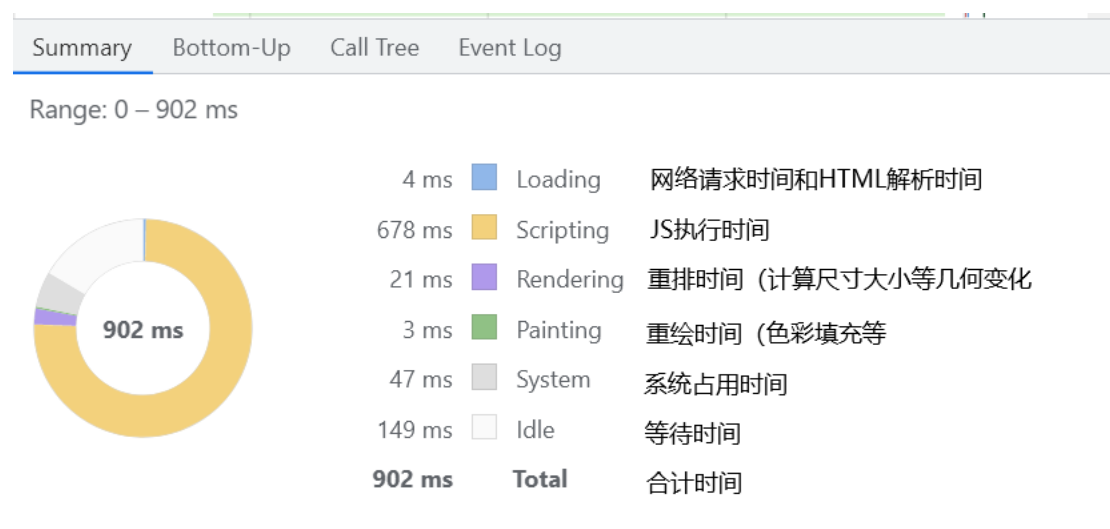 Summary Bottom-Up Call Tree Event Log
Range: 0 – 902 ms
4 ms Loading 网络请求时间和HTML解析时间
678 ms Scripting JS执行时间
21 ms Rendering 重排时间（计算尺寸大小等几何变化
902 ms
3 ms Painting 重绘时间（色彩填充等
47 ms System 系统占用时间
149 ms Idle 等待时间
902 ms Total 合计时间